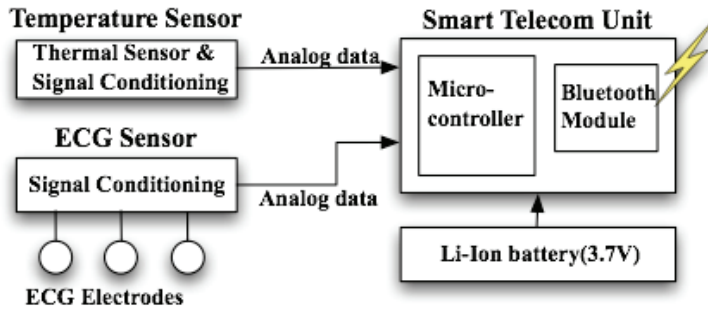 Temperature Sensor
Thermal Sensor &
Signal Conditioning
Analog data
ECG Sensor
Signal Conditioning
Analog data
ECG Electrodes
Smart Telecom Unit
Micro-
controller
Bluetooth
Module
Li-Ion battery(3.7V)